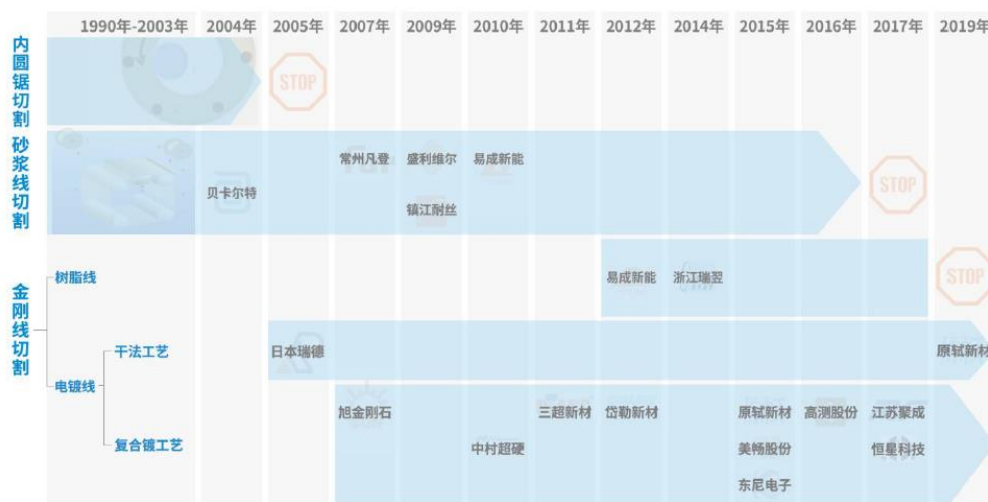 1990年-2003年 2004年 2005年 2007年 2009年 2010年 2011年 2012年 2014年 2015年 2016年 2017年 2019年
内圆锯切割
STOP
砂浆线切割
常州凡登 盛利维尔 易成新能
贝卡尔特
STOP
镇江耐丝
金刚线切割
树脂线
易成新能 浙江瑞翌
STOP
干法工艺
日本瑞德
原轼新材
电镀线
旭金刚石 三超新材 岱勒新材 原轼新材 高测股份 江苏聚成
复合镀工艺
中村超硬 美畅股份 恒星科技
东尼电子